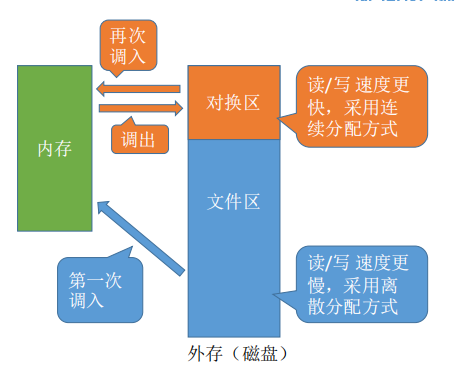 再次
调入
调出
内存
对换区
读/写 速度更
快，采用连
续分配方式
文件区
第一次
调入
读/写 速度更
慢，采用离
散分配方式
外存（磁盘）